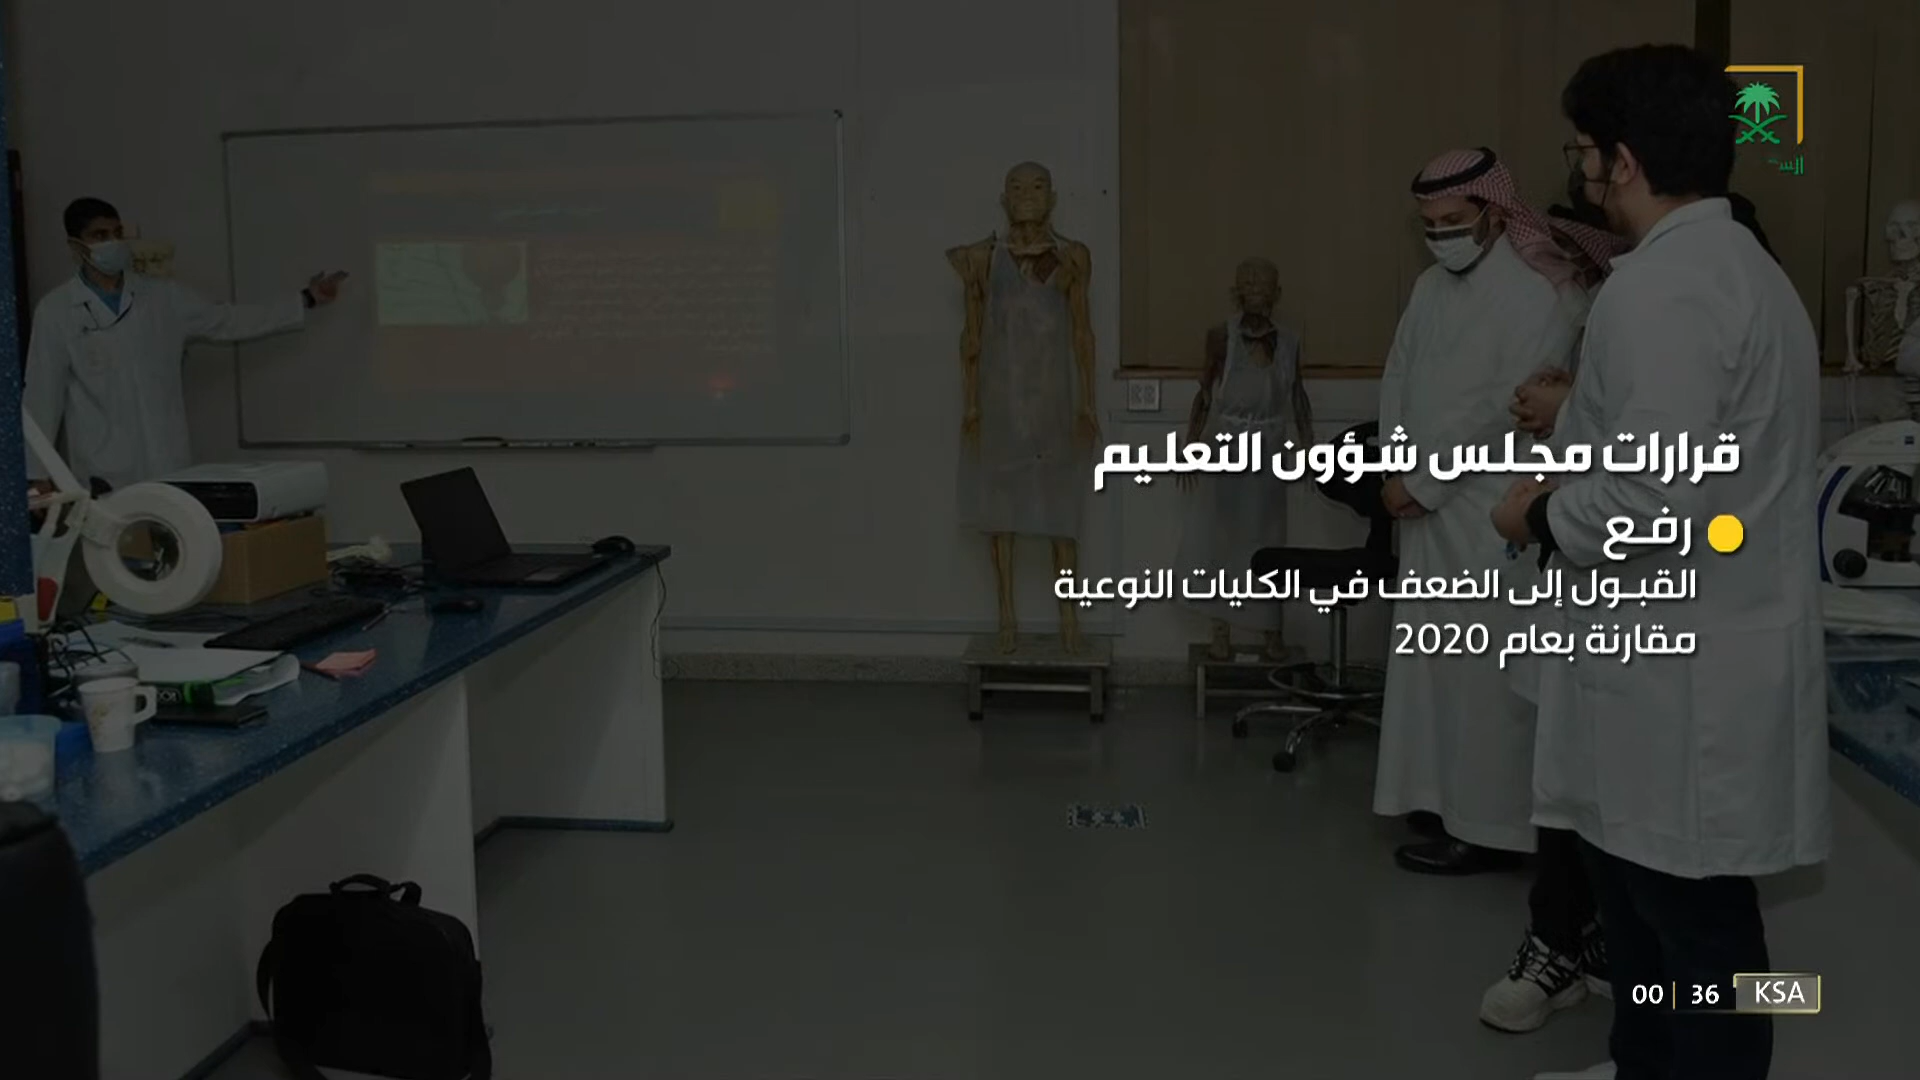 قرارات مجلس شؤون التعليم
رفع
القبول إلى الضعف في الكليات النوعية
مقارنة بعام 2020
00 | 36 KSA